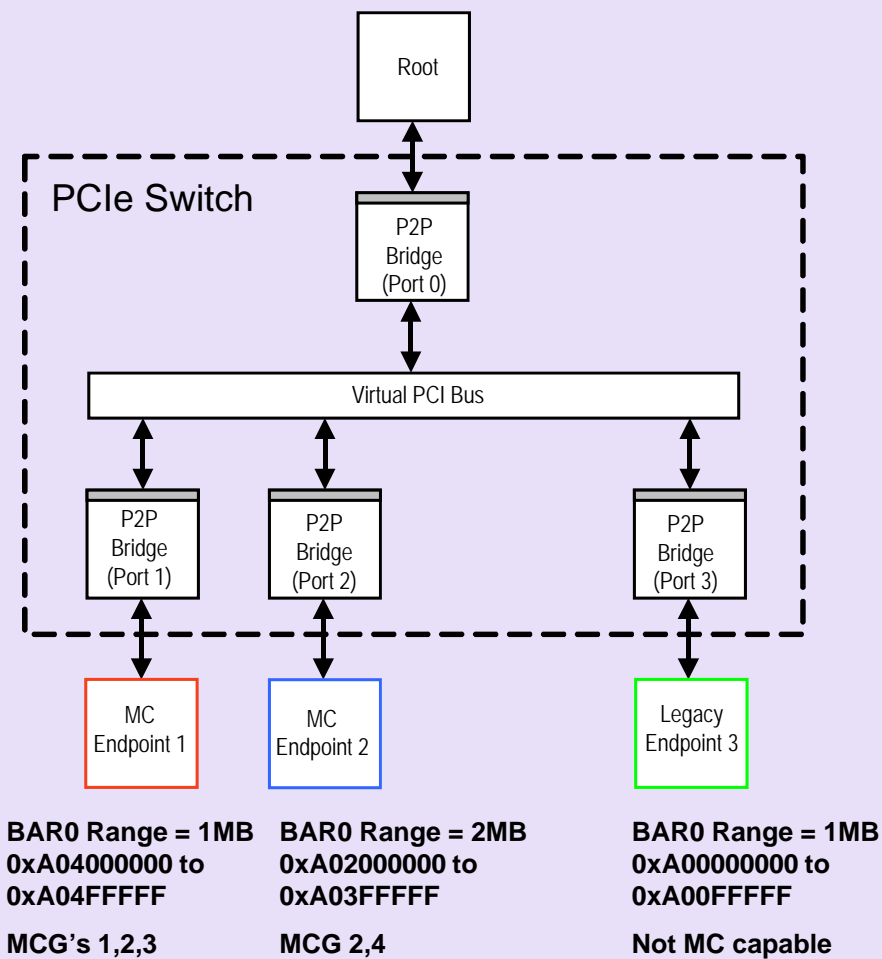 Root
PCIe Switch
P2P
Bridge
(Port 0)
Virtual PCI Bus
P2P
Bridge
(Port 1)
P2P
Bridge
(Port 2)
P2P
Bridge
(Port 3)
MC
Endpoint 1
MC
Endpoint 2
Legacy
Endpoint 3
BAR0 Range = 1MB
0xA04000000 to
0xA04FFFFF
MCG's 1,2,3
BAR0 Range = 2MB
0xA02000000 to
0xA03FFFFF
MCG 2,4
BAR0 Range = 1MB
0xA00000000 to
0xA00FFFFF
Not MC capable